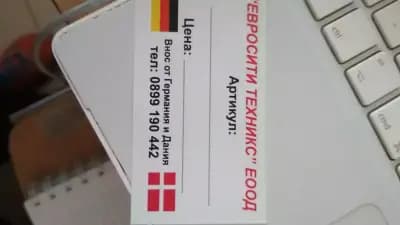 "ЕВРОСИТИ ТЕХНИКС" ЕООД
Артикул:
Цена:
Внос от Германия и Дания
тел: 0899 190 442